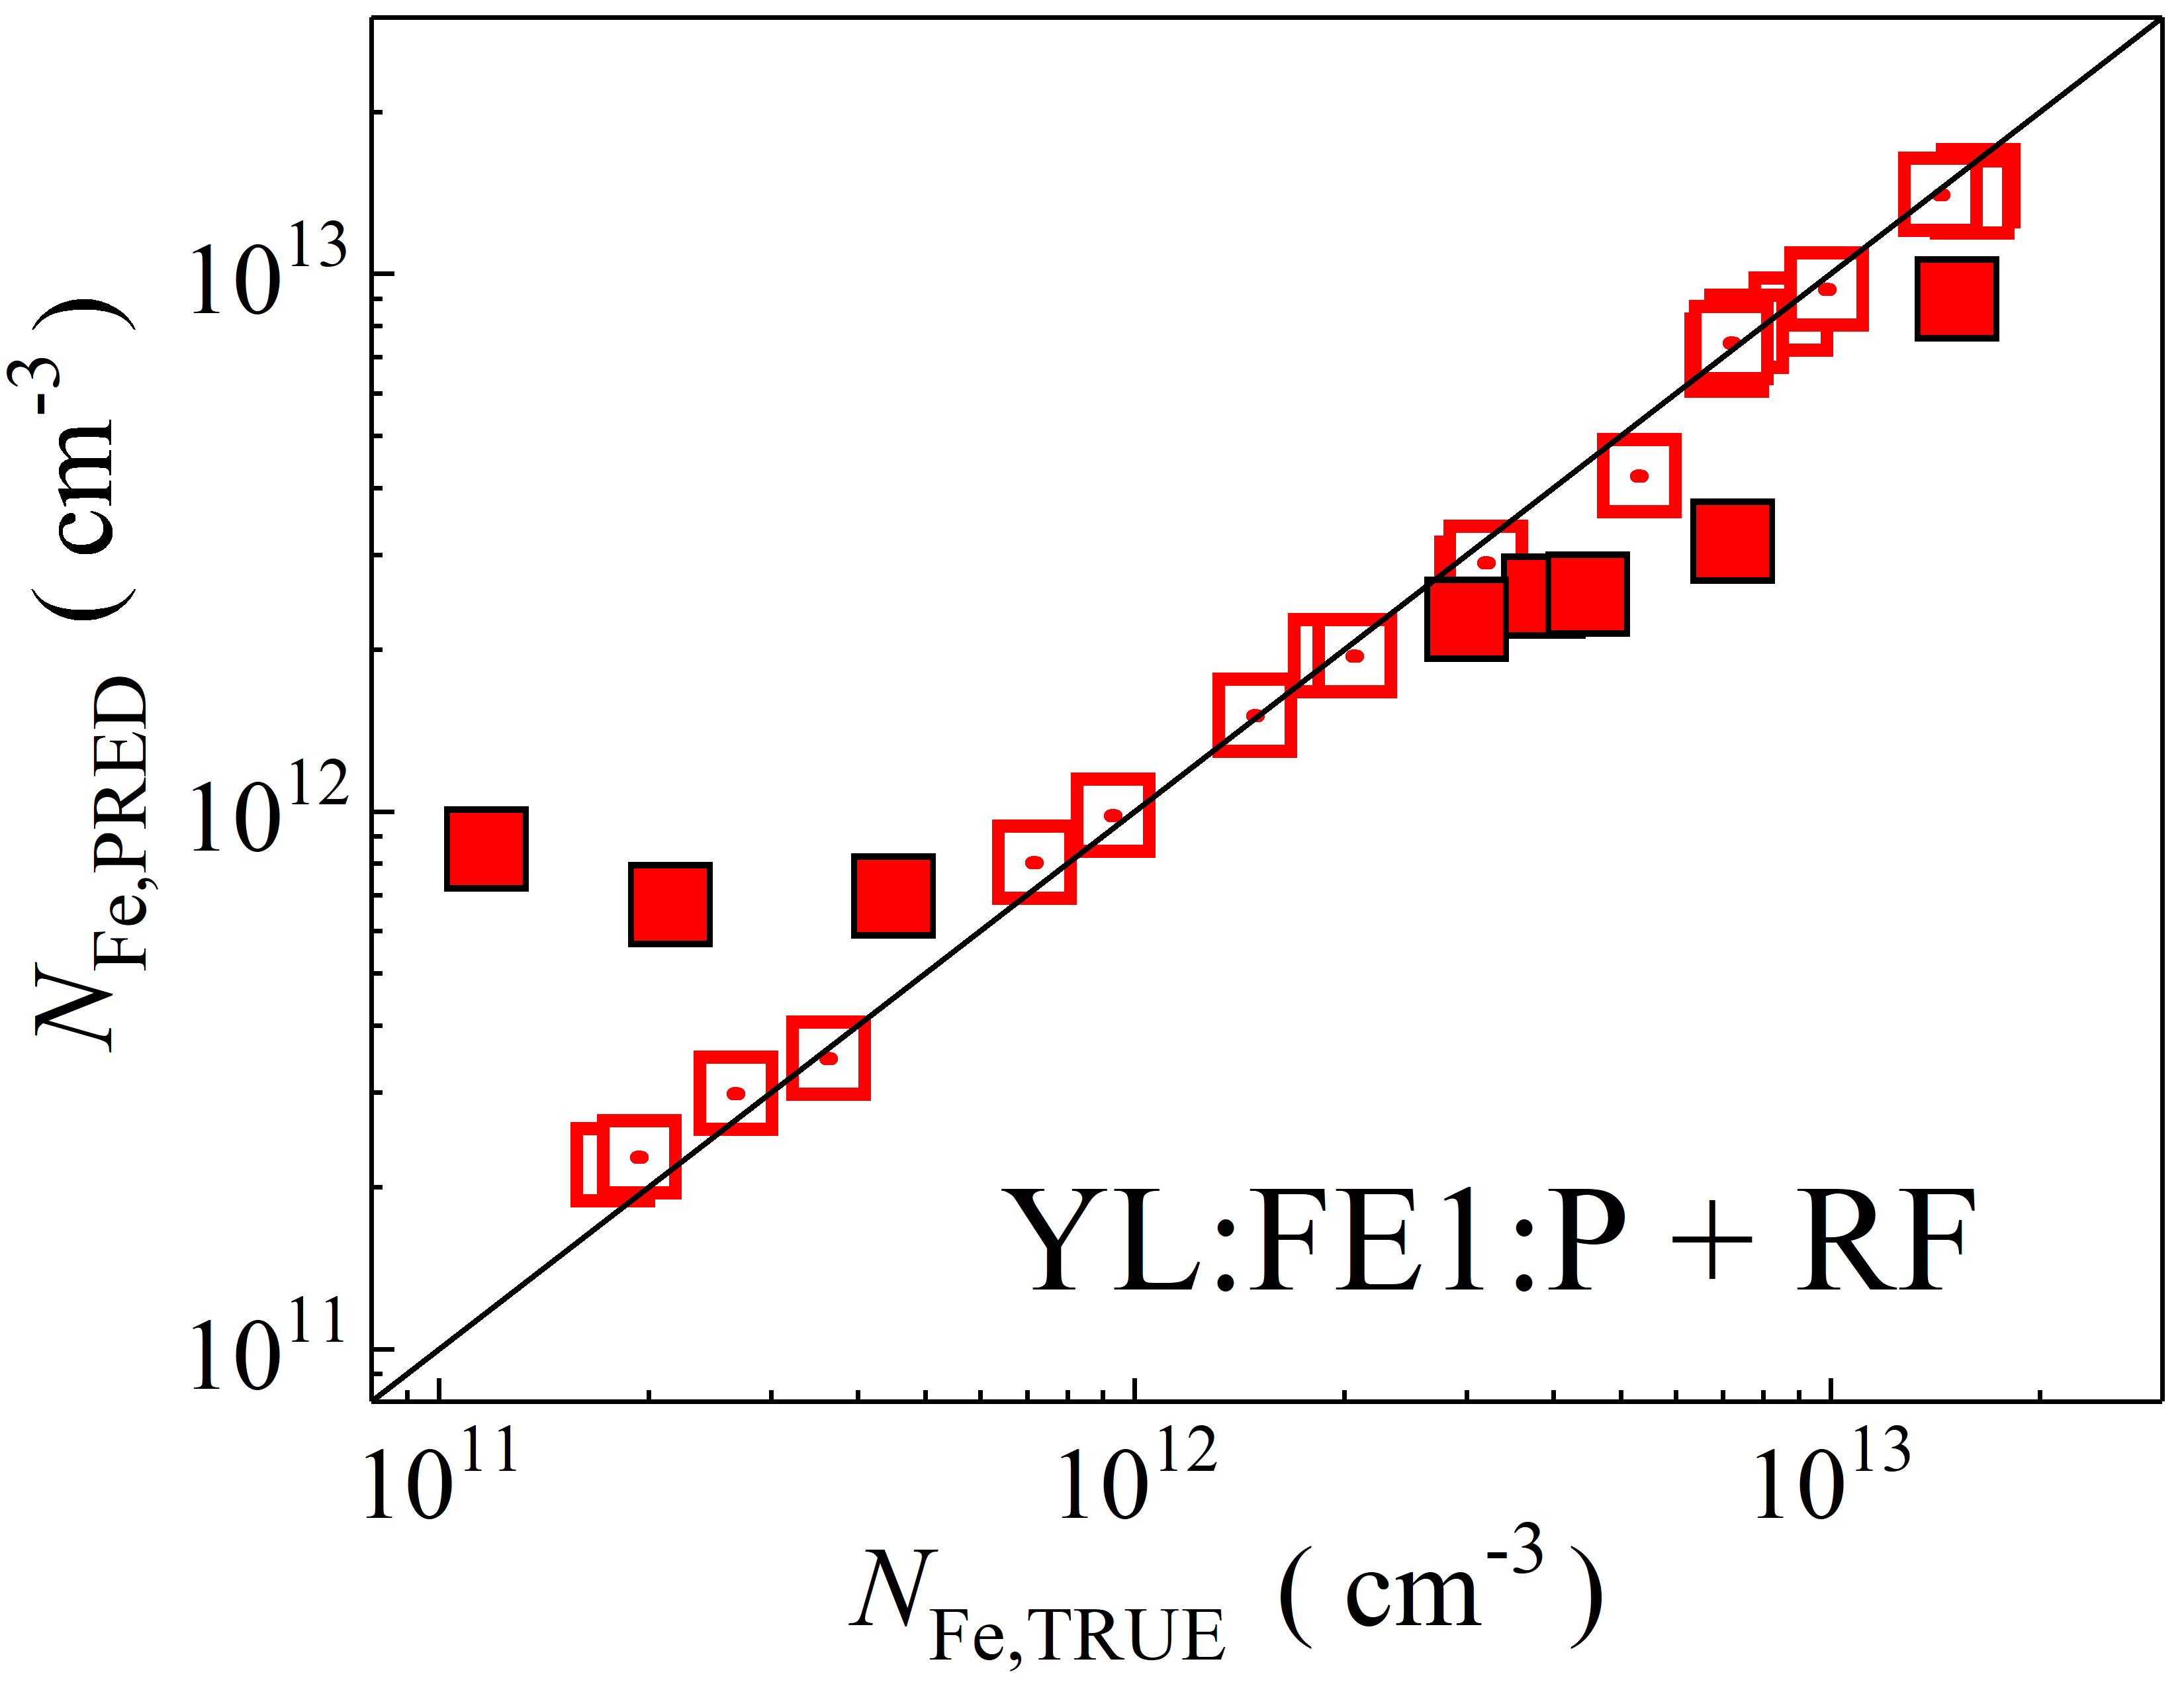 10^13
10^12
10^11
N_Fe,PRED ( cm^-3 )
YL:FE1:P + RF
10^11 10^12 10^13
N_Fe,TRUE ( cm^-3 )